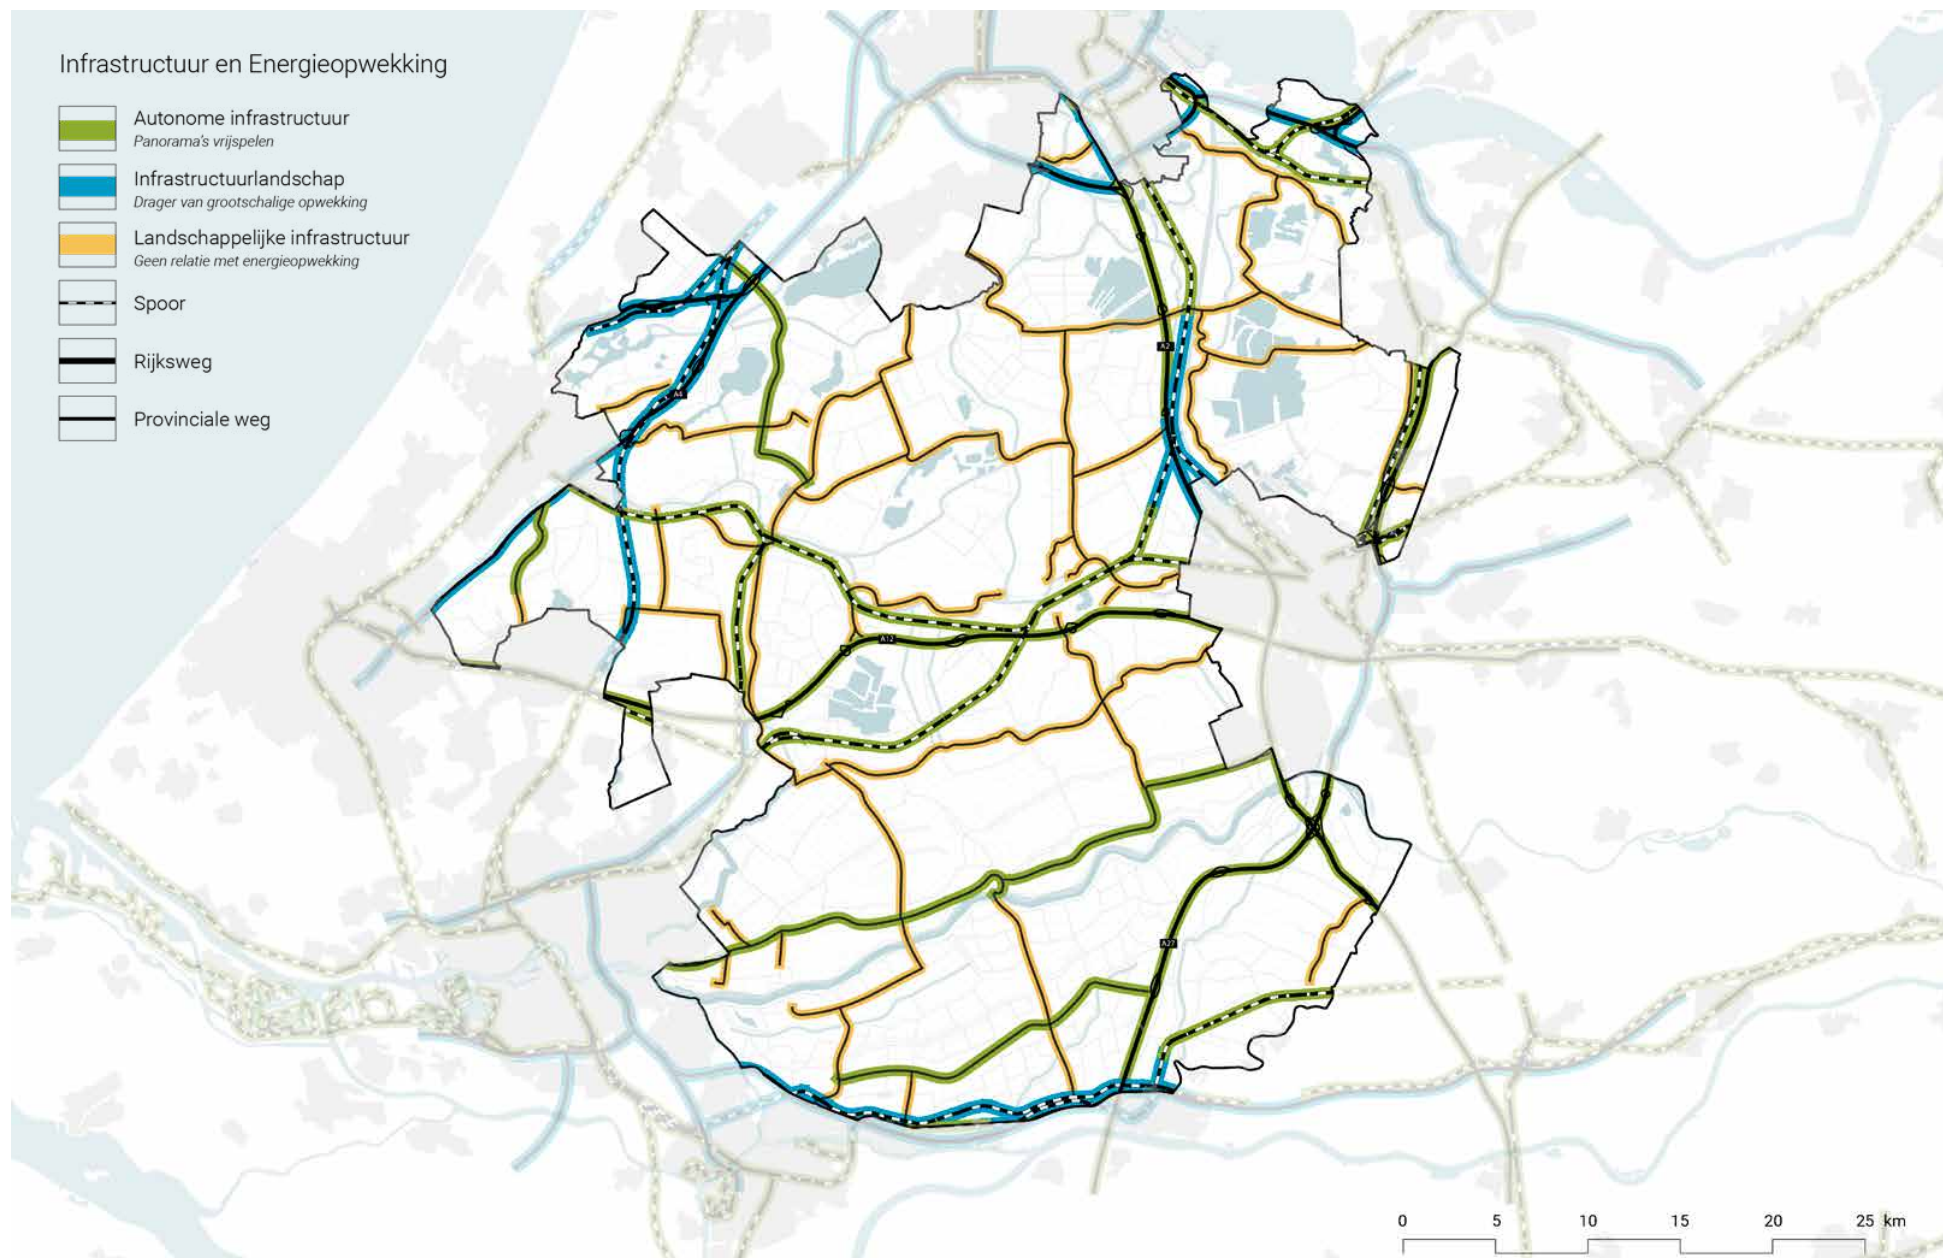 Infrastructuur en Energieopwekking
Autonome infrastructuur
Panorama's vrijspelen
Infrastructuurlandschap
Drager van grootschalige opwekking
Landschappelijke infrastructuur
Geen relatie met energieopwekking
Spoor
Rijksweg
Provinciale weg
A2
A4
A12
A27
0 5 10 15 20 25 km